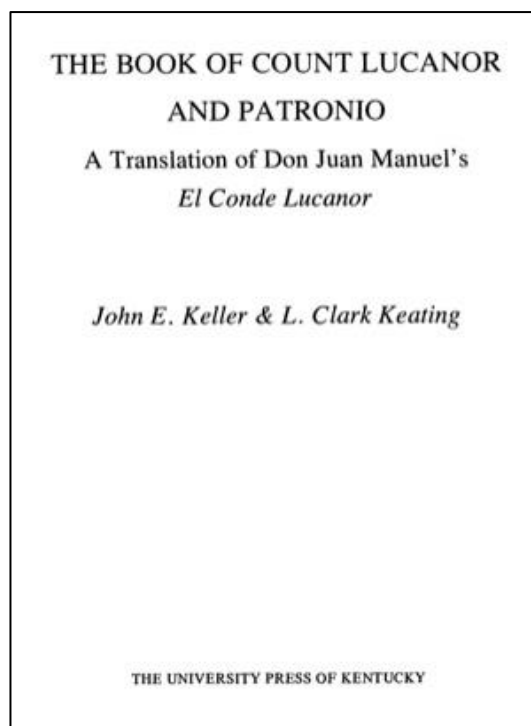 THE BOOK OF COUNT LUCANOR
AND PATRONIO
A Translation of Don Juan Manuel's
El Conde Lucanor
John E. Keller & L. Clark Keating
THE UNIVERSITY PRESS OF KENTUCKY